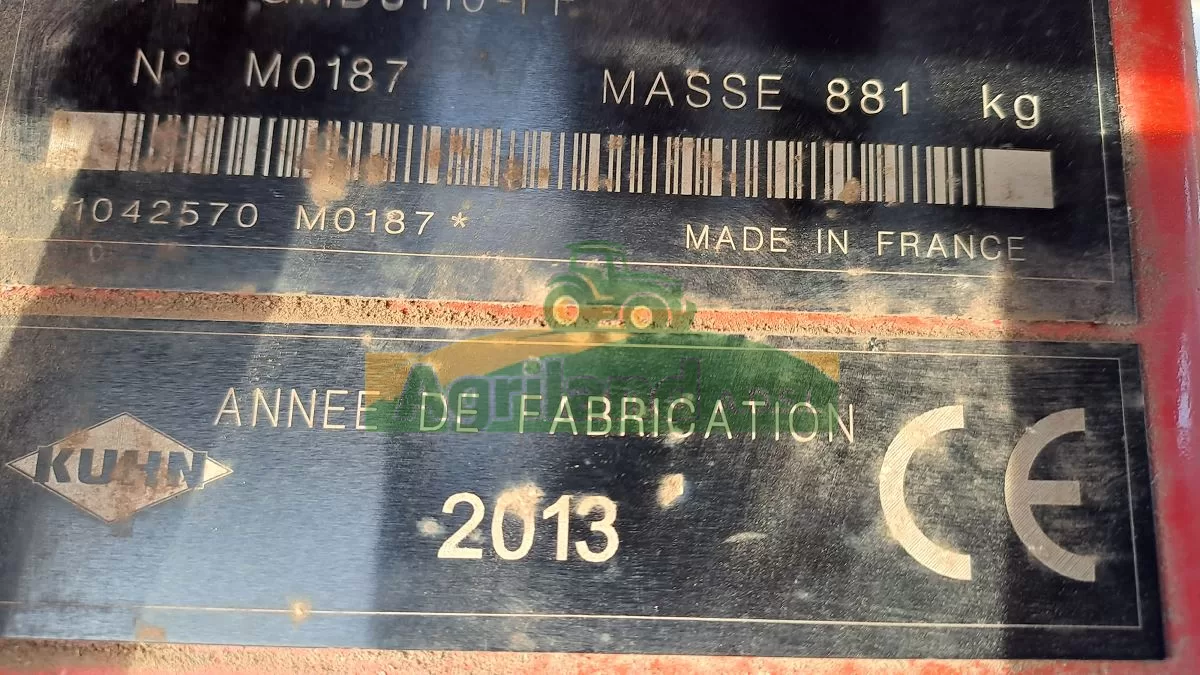 N° M0187 MASSE 881 kg
*1042570 M0187*
MADE IN FRANCE
ANNEE DE FABRICATION
KUHN
2013
CE